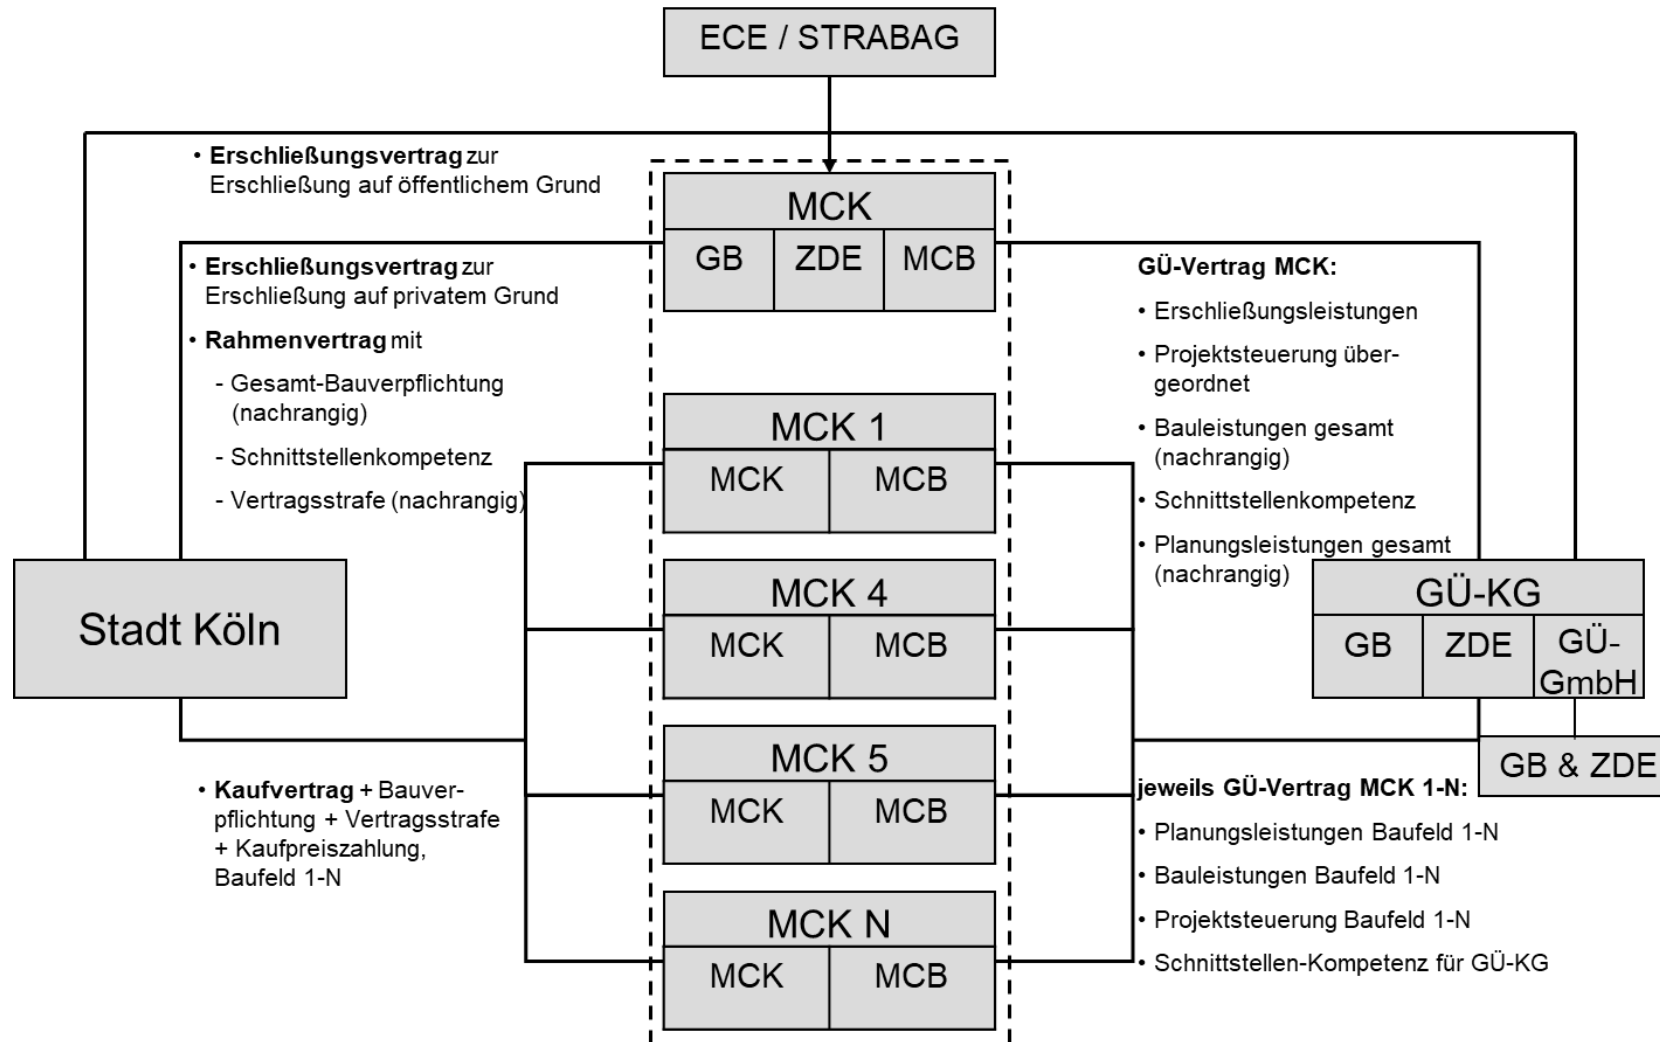 ECE / STRABAG
• Erschließungsvertrag zur
Erschließung auf öffentlichem Grund
MCK
GB ZDE MCB
• Erschließungsvertrag zur
Erschließung auf privatem Grund
• Rahmenvertrag mit
- Gesamt-Bauverpflichtung
(nachrangig)
- Schnittstellenkompetenz
- Vertragsstrafe (nachrangig)
GÜ-Vertrag MCK:
• Erschließungsleistungen
• Projektsteuerung über-
geordnet
• Bauleistungen gesamt
(nachrangig)
• Schnittstellenkompetenz
• Planungsleistungen gesamt
(nachrangig)
MCK 1
MCK MCB
MCK 4
MCK MCB
MCK 5
MCK MCB
MCK N
MCK MCB
Stadt Köln
GÜ-KG
GB ZDE GÜ-
GmbH
GB & ZDE
• Kaufvertrag + Bauver-
pflichtung + Vertragsstrafe
+ Kaufpreiszahlung,
Baufeld 1-N
jeweils GÜ-Vertrag MCK 1-N:
• Planungsleistungen Baufeld 1-N
• Bauleistungen Baufeld 1-N
• Projektsteuerung Baufeld 1-N
• Schnittstellen-Kompetenz für GÜ-KG